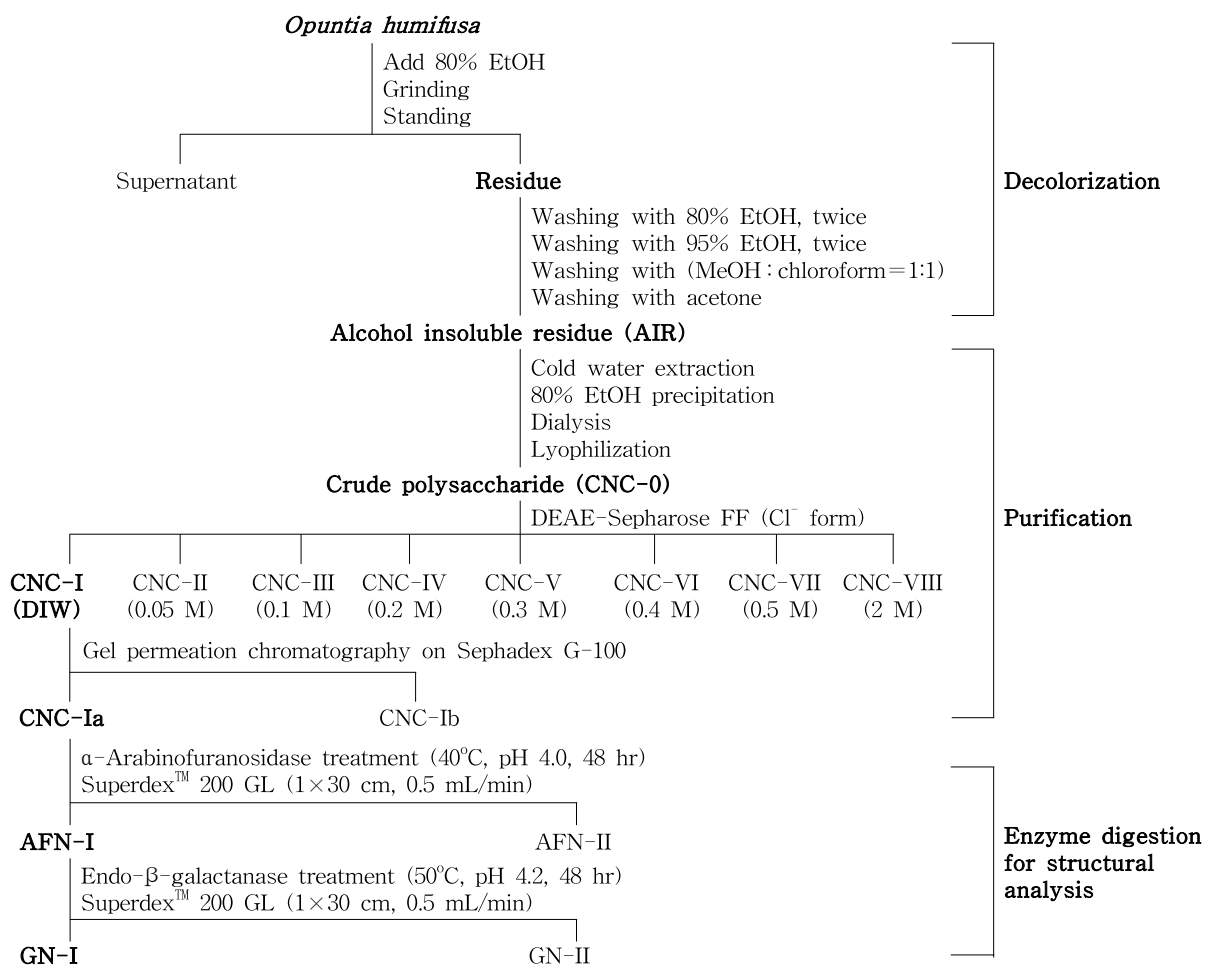 Opuntia humifusa
Add 80% EtOH
Grinding
Standing
Supernatant
Residue
Decolorization
Washing with 80% EtOH, twice
Washing with 95% EtOH, twice
Washing with (MeOH : chloroform=1:1)
Washing with acetone
Alcohol insoluble residue (AIR)
Cold water extraction
80% EtOH precipitation
Dialysis
Lyophilization
Crude polysaccharide (CNC-0)
DEAE-Sepharose FF (Cl⁻ form)
Purification
CNC-I CNC-II CNC-III CNC-IV CNC-V CNC-VI CNC-VII CNC-VIII
(DIW) (0.05 M) (0.1 M) (0.2 M) (0.3 M) (0.4 M) (0.5 M) (2 M)
Gel permeation chromatography on Sephadex G-100
CNC-Ia CNC-Ib
α-Arabinofuranosidase treatment (40°C, pH 4.0, 48 hr)
Superdex™ 200 GL (1×30 cm, 0.5 mL/min)
AFN-I AFN-II
Enzyme digestion
for structural
analysis
Endo-β-galactanase treatment (50°C, pH 4.2, 48 hr)
Superdex™ 200 GL (1×30 cm, 0.5 mL/min)
GN-I GN-II